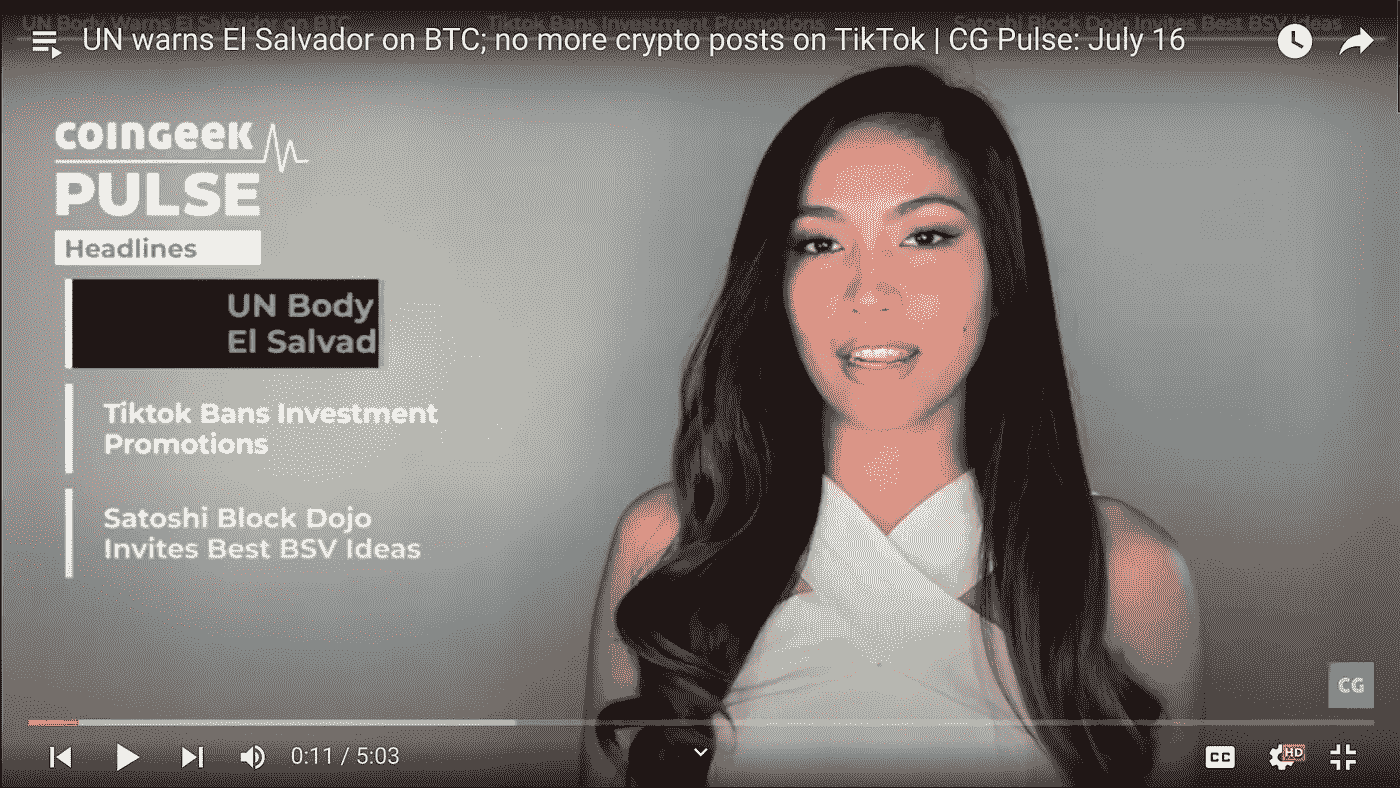 UN Body Warns El Salvador on BTC
Tiktok Bans Investment Promotions
Satoshi Block Dojo Invites Best BSV Ideas
UN warns El Salvador on BTC; no more crypto posts on TikTok | CG Pulse: July 16
COINGEEK
PULSE
Headlines
UN Body
El Salvad
Tiktok Bans Investment
Promotions
Satoshi Block Dojo
Invites Best BSV Ideas
CG
0:11 / 5:03
CC
HD